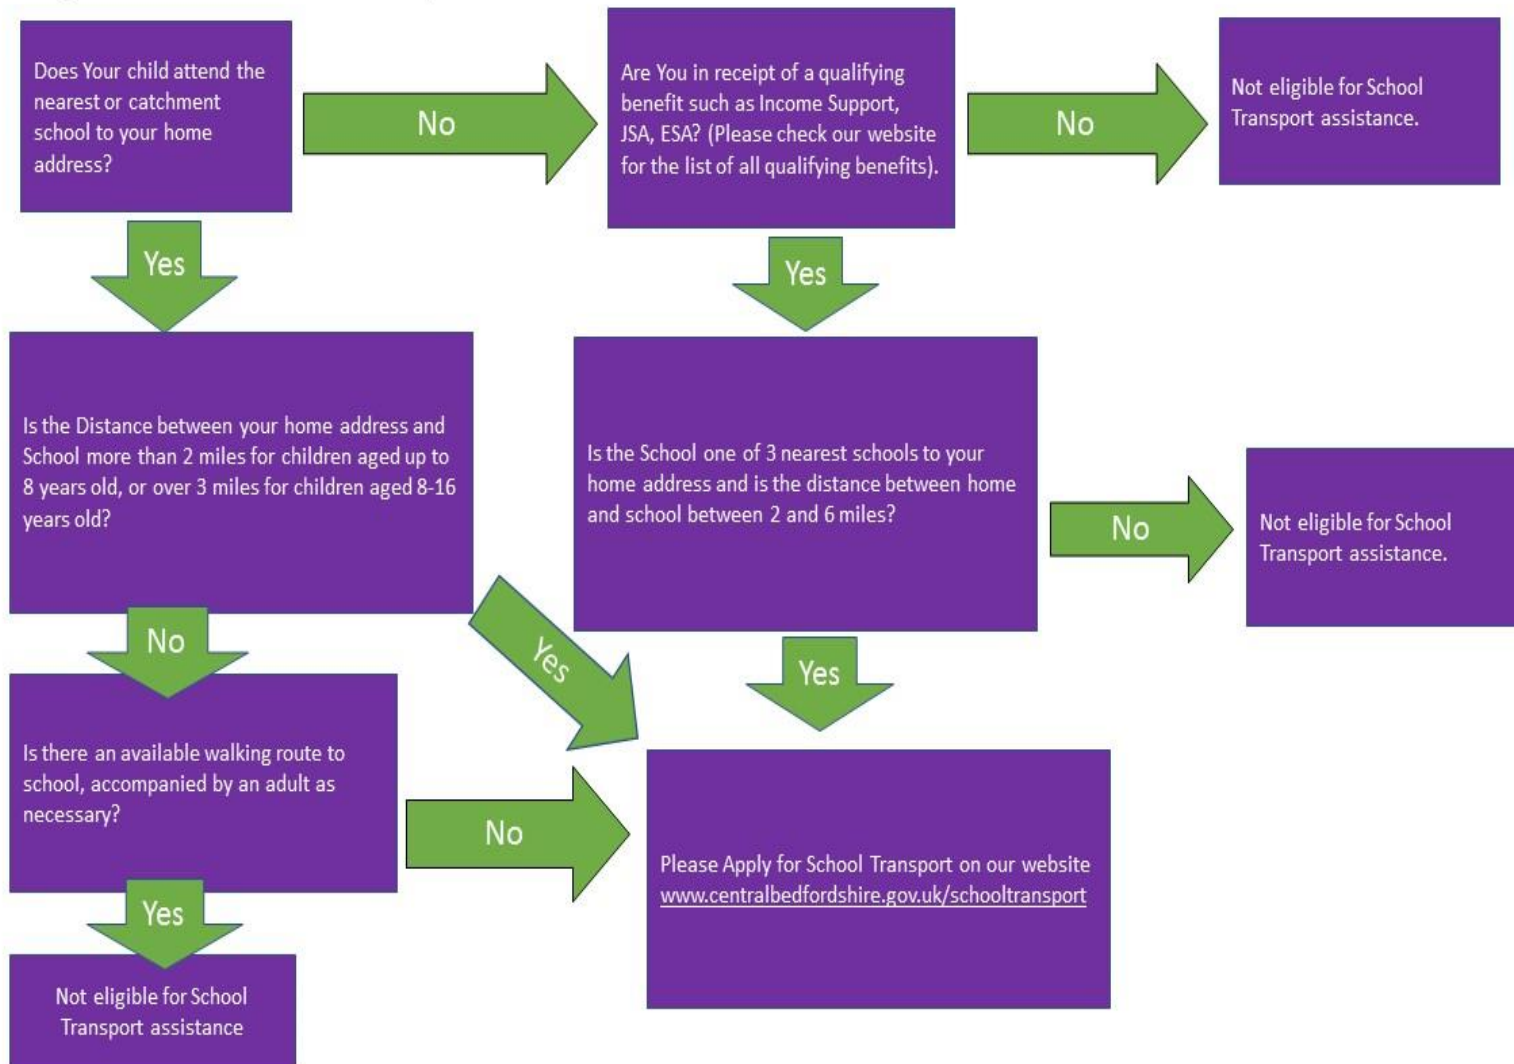 Does Your child attend the
nearest or catchment
school to your home
address?
No
Are You in receipt of a qualifying
benefit such as Income Support,
JSA, ESA? (Please check our website
for the list of all qualifying benefits).
No
Not eligible for School
Transport assistance.
Yes
Yes
Is the Distance between your home address and
School more than 2 miles for children aged up to
8 years old, or over 3 miles for children aged 8-16
years old?
Is the School one of 3 nearest schools to your
home address and is the distance between home
and school between 2 and 6 miles?
No
Not eligible for School
Transport assistance.
No
Yes
Yes
Is there an available walking route to
school, accompanied by an adult as
necessary?
No
Please Apply for School Transport on our website
www.centralbedfordshire.gov.uk/schooltransport
Yes
Not eligible for School
Transport assistance